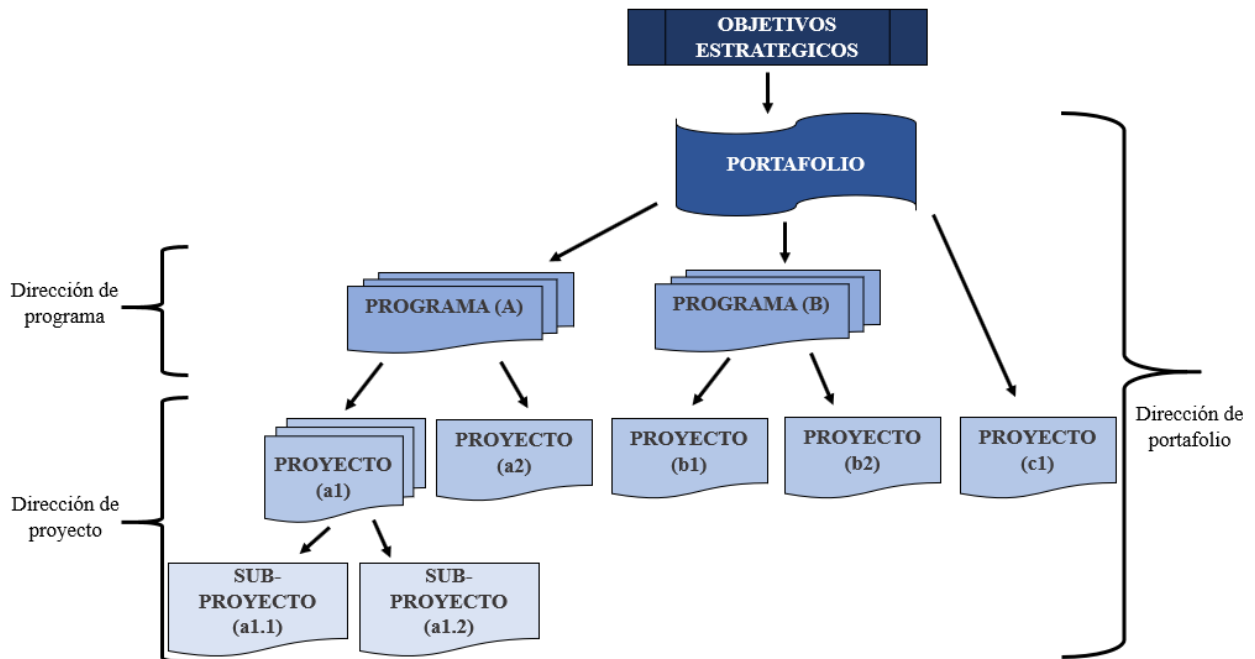 OBJETIVOS
ESTRATEGICOS
PORTAFOLIO
Dirección de
programa
PROGRAMA (A)
PROGRAMA (B)
Dirección de
portafolio
Dirección de
proyecto
PROYECTO
(a1)
PROYECTO
(a2)
PROYECTO
(b1)
PROYECTO
(b2)
PROYECTO
(c1)
SUB-
PROYECTO
(a1.1)
SUB-
PROYECTO
(a1.2)